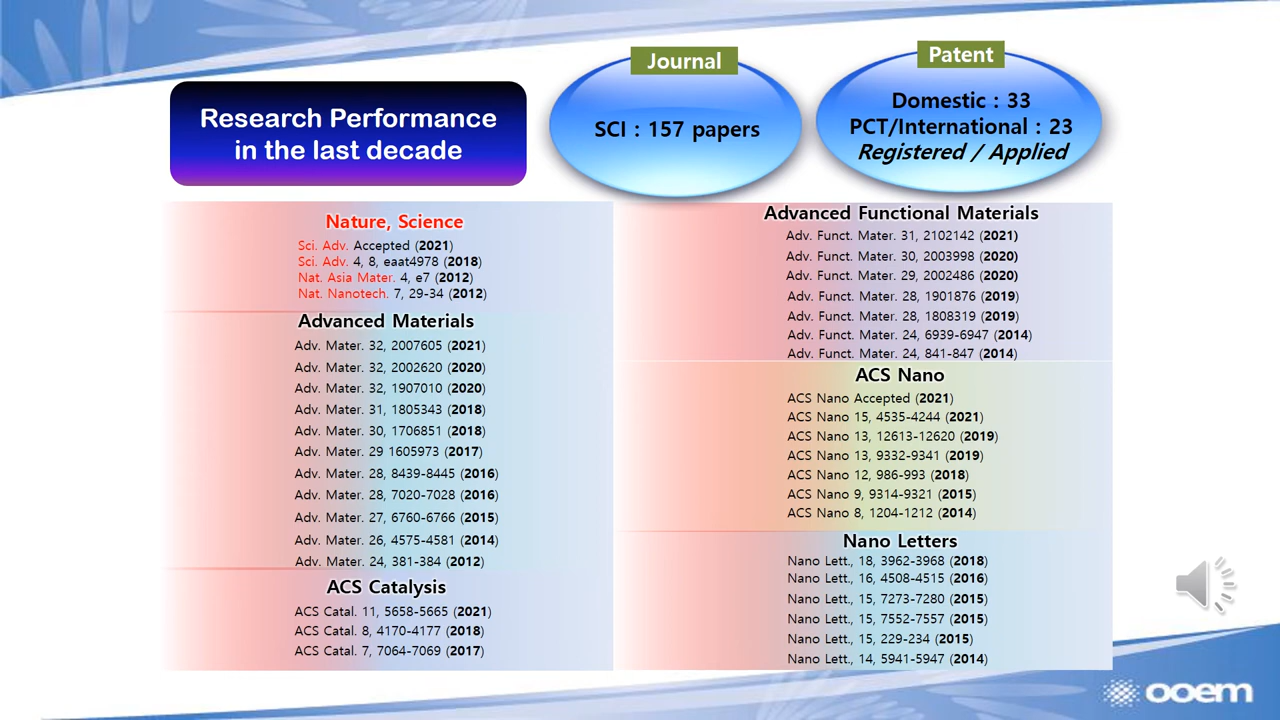 Research Performance
in the last decade
Journal
SCI : 157 papers
Patent
Domestic : 33
PCT/International : 23
Registered / Applied
Nature, Science
Sci. Adv. Accepted (2021)
Sci. Adv. 4, 8, eaat4978 (2018)
Nat. Asia Mater. 4, e7 (2012)
Nat. Nanotech. 7, 29-34 (2012)
Advanced Materials
Adv. Mater. 32, 2007605 (2021)
Adv. Mater. 32, 2002620 (2020)
Adv. Mater. 32, 1907010 (2020)
Adv. Mater. 31, 1805343 (2018)
Adv. Mater. 30, 1706851 (2018)
Adv. Mater. 29 1605973 (2017)
Adv. Mater. 28, 8439-8445 (2016)
Adv. Mater. 28, 7020-7028 (2016)
Adv. Mater. 27, 6760-6766 (2015)
Adv. Mater. 26, 4575-4581 (2014)
Adv. Mater. 24, 381-384 (2012)
ACS Catalysis
ACS Catal. 11, 5658-5665 (2021)
ACS Catal. 8, 4170-4177 (2018)
ACS Catal. 7, 7064-7069 (2017)
Advanced Functional Materials
Adv. Funct. Mater. 31, 2102142 (2021)
Adv. Funct. Mater. 30, 2003998 (2020)
Adv. Funct. Mater. 29, 2002486 (2020)
Adv. Funct. Mater. 28, 1901876 (2019)
Adv. Funct. Mater. 28, 1808319 (2019)
Adv. Funct. Mater. 24, 6939-6947 (2014)
Adv. Funct. Mater. 24, 841-847 (2014)
ACS Nano
ACS Nano Accepted (2021)
ACS Nano 15, 4535-4244 (2021)
ACS Nano 13, 12613-12620 (2019)
ACS Nano 13, 9332-9341 (2019)
ACS Nano 12, 986-993 (2018)
ACS Nano 9, 9314-9321 (2015)
ACS Nano 8, 1204-1212 (2014)
Nano Letters
Nano Lett., 18, 3962-3968 (2018)
Nano Lett., 16, 4508-4515 (2016)
Nano Lett., 15, 7273-7280 (2015)
Nano Lett., 15, 7552-7557 (2015)
Nano Lett., 15, 229-234 (2015)
Nano Lett., 14, 5941-5947 (2014)
ooem